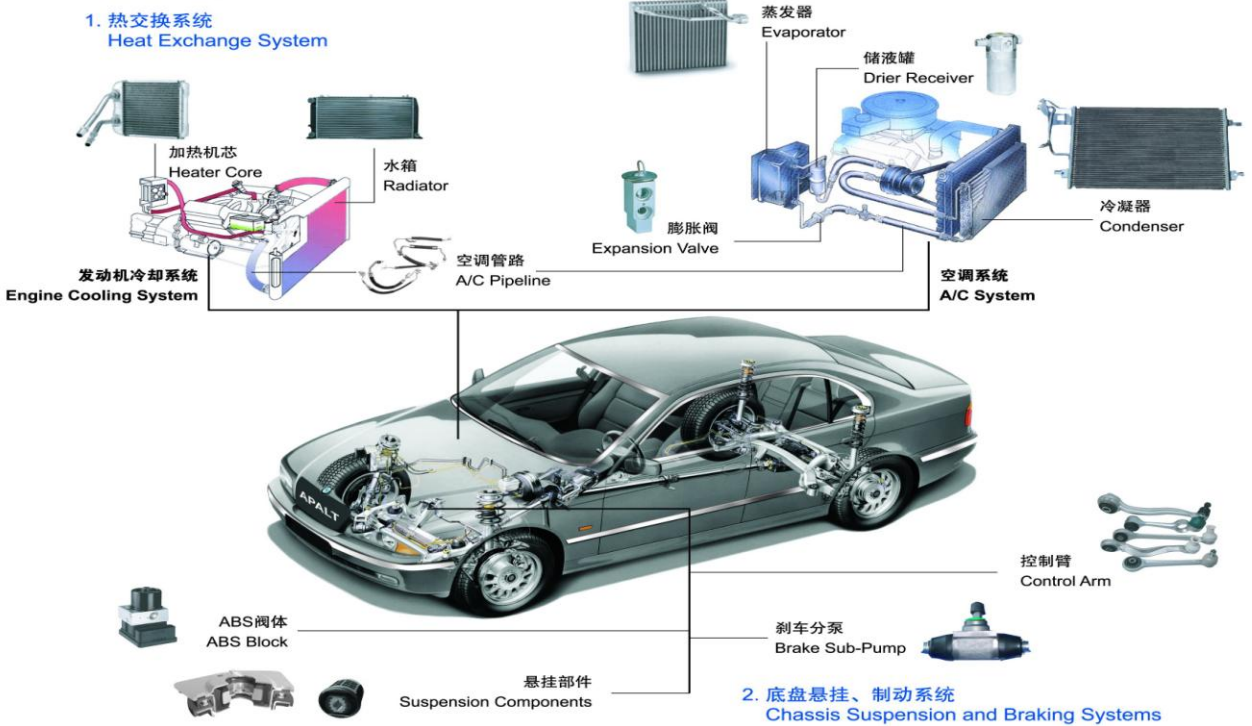 1. 热交换系统
Heat Exchange System
蒸发器
Evaporator
储液罐
Drier Receiver
加热机芯
Heater Core
水箱
Radiator
膨胀阀
Expansion Valve
冷凝器
Condenser
空调管路
A/C Pipeline
发动机冷却系统
Engine Cooling System
空调系统
A/C System
APALT
控制臂
Control Arm
ABS阀体
ABS Block
刹车分泵
Brake Sub-Pump
悬挂部件
Suspension Components
2. 底盘悬挂、制动系统
Chassis Suspension and Braking Systems